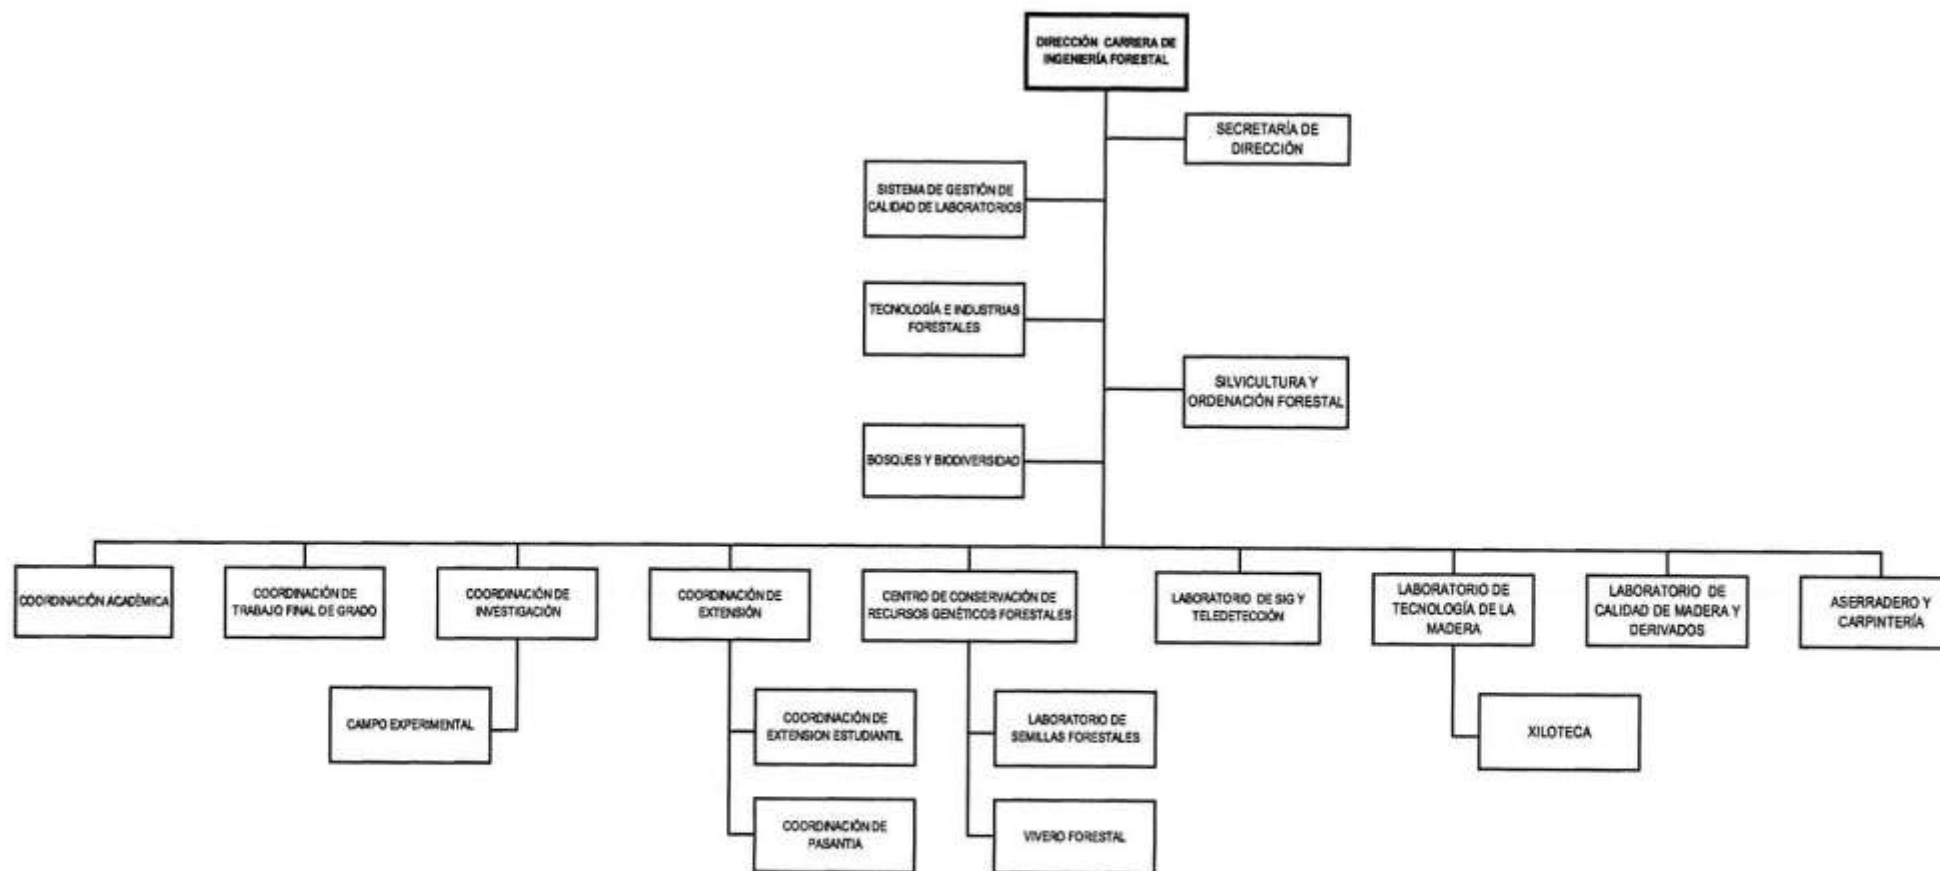 DIRECCIÓN CARRERA DE
INGENIERÍA FORESTAL
SECRETARÍA DE
DIRECCIÓN
SISTEMA DE GESTIÓN DE
CALIDAD DE LABORATORIOS
TECNOLOGÍA E INDUSTRIAS
FORESTALES
SILVICULTURA Y
ORDENACIÓN FORESTAL
BOSQUES Y BIODIVERSIDAD
COORDINACIÓN ACADÉMICA
COORDINACIÓN DE
TRABAJO FINAL DE GRADO
COORDINACIÓN DE
INVESTIGACIÓN
COORDINACIÓN DE
EXTENSIÓN
CENTRO DE CONSERVACIÓN DE
RECURSOS GENÉTICOS FORESTALES
LABORATORIO DE SIG Y
TELEDETECCIÓN
LABORATORIO DE
TECNOLOGÍA DE LA
MADERA
LABORATORIO DE
CALIDAD DE MADERA Y
DERIVADOS
ASERRADERO Y
CARPINTERÍA
CAMPO EXPERIMENTAL
COORDINACIÓN DE
EXTENSION ESTUDIANTIL
LABORATORIO DE
SEMILLAS FORESTALES
XILOTECA
COORDINACIÓN DE
PASANTIA
VIVERO FORESTAL